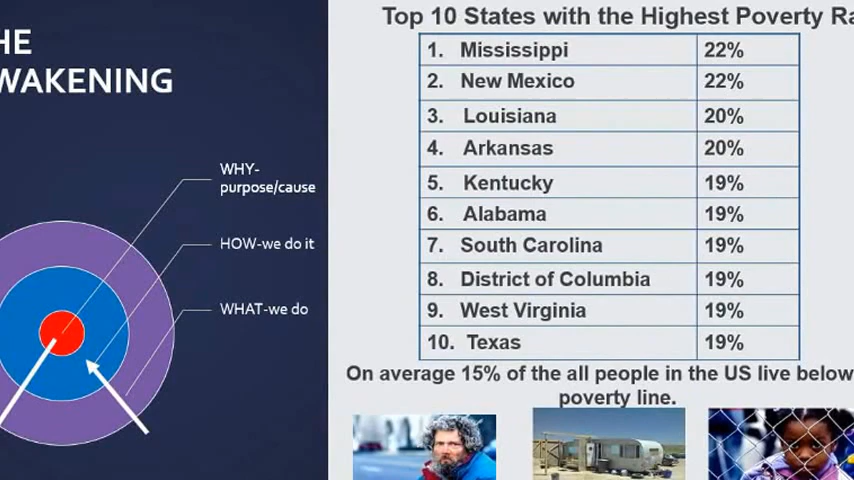 HE
WAKENING
WHY-
purpose/cause
HOW-we do it
WHAT-we do
Top 10 States with the Highest Poverty Ra
1. Mississippi 22%
2. New Mexico 22%
3. Louisiana 20%
4. Arkansas 20%
5. Kentucky 19%
6. Alabama 19%
7. South Carolina 19%
8. District of Columbia 19%
9. West Virginia 19%
10. Texas 19%
On average 15% of the all people in the US live below
poverty line.